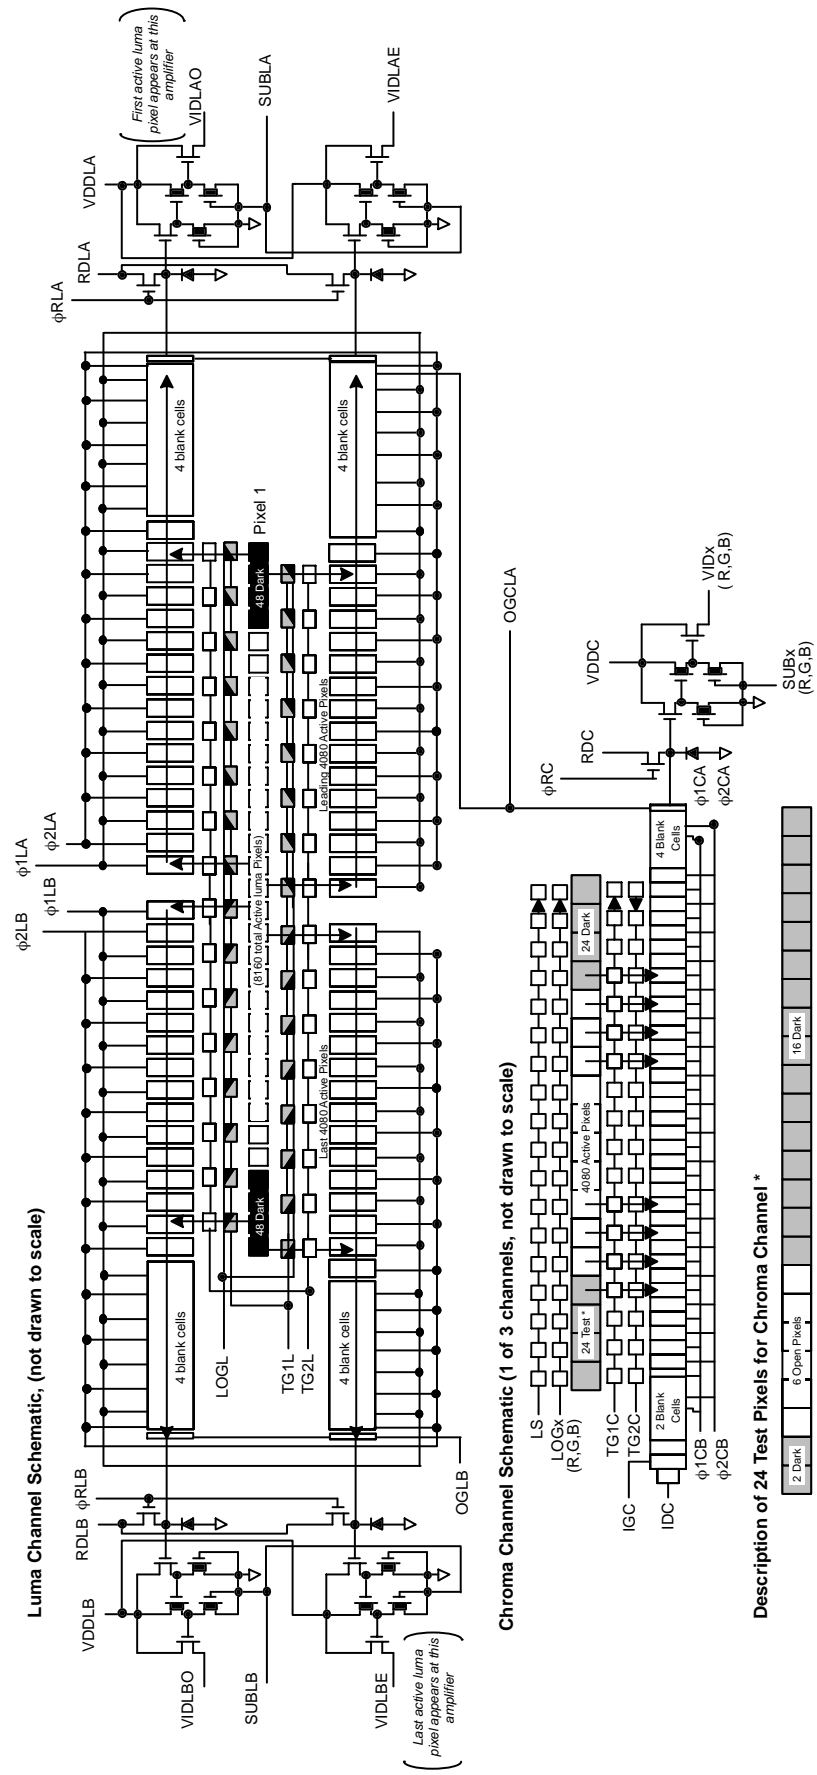 Luma Channel Schematic, (not drawn to scale)
First active luma
pixel appears at this
amplifier
VIDLAO
SUBLA
VIDLAE
VDDLA
RDLA
ϕRLA
4 blank cells
4 blank cells
Pixel 1
48 Dark
Leading 4080 Active Pixels
OGCLA
ϕ2LA
ϕ1LA
ϕ1LB
ϕ2LB
(8160 total Active luma Pixels)
Last 4080 Active Pixels
48 Dark
4 blank cells
LOGL
TG1L
TG2L
4 blank cells
OGLB
ϕRLB
RDLB
VDDLB
VIDLBO
SUBLB
VIDLBE
Last active luma
pixel appears at this
amplifier
Chroma Channel Schematic (1 of 3 channels, not drawn to scale)
LS
LOGx
(R,G,B)
24 Test *
4080 Active Pixels
24 Dark
TG1C
TG2C
IGC
IDC
2 Blank
Cells
4 Blank
Cells
ϕ1CB
ϕ2CB
ϕ1CA
ϕ2CA
ϕRC
RDC
VDDC
VIDx
( R,G,B)
SUBx
(R,G,B)
Description of 24 Test Pixels for Chroma Channel *
2 Dark
6 Open Pixels
16 Dark